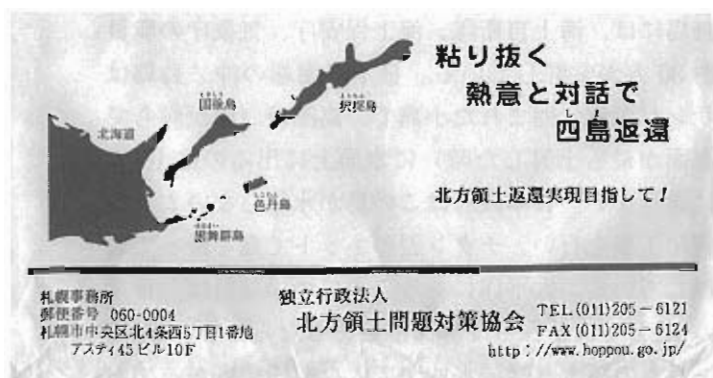 粘り抜く
熱意と対話で
四島返還
北方領土返還実現目指して！
北海道
国後島
択捉島
色丹島
歯舞群島
札幌事務所
郵便番号 060-0004
札幌市中央区北4条西5丁目1番地
アスティ45ビル10F
独立行政法人
北方領土問題対策協会
TEL(011)205-6121
FAX(011)205-6124
http://www.hoppou.go.jp/